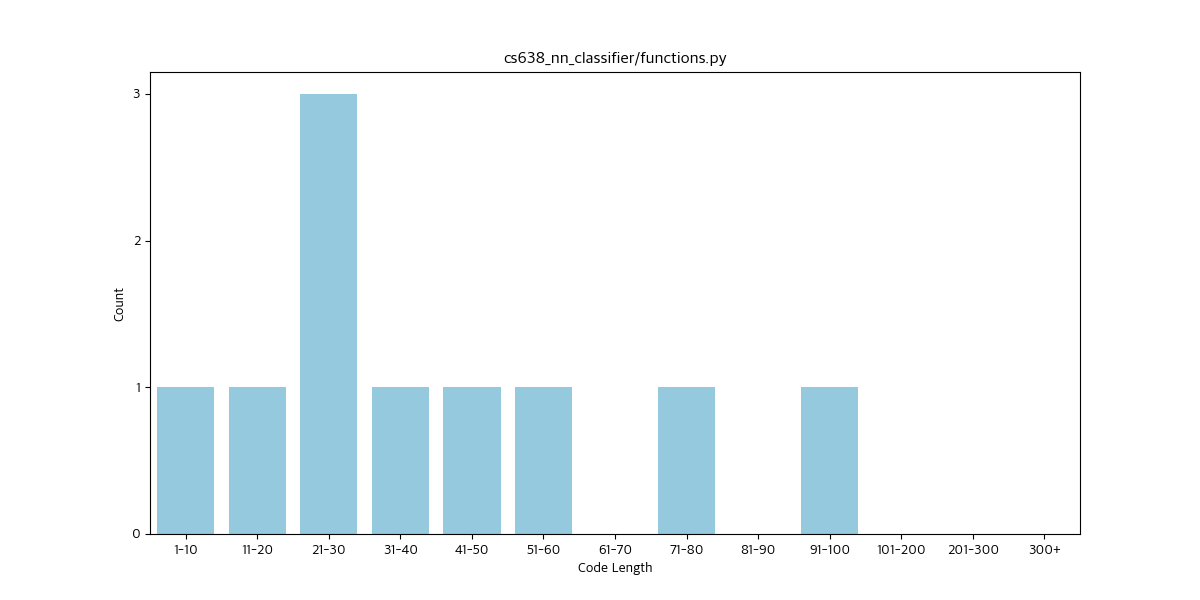 cs638_nn_classifier/functions.py
3
2
1
0
Count
1-10 11-20 21-30 31-40 41-50 51-60 61-70 71-80 81-90 91-100 101-200 201-300 300+
Code Length